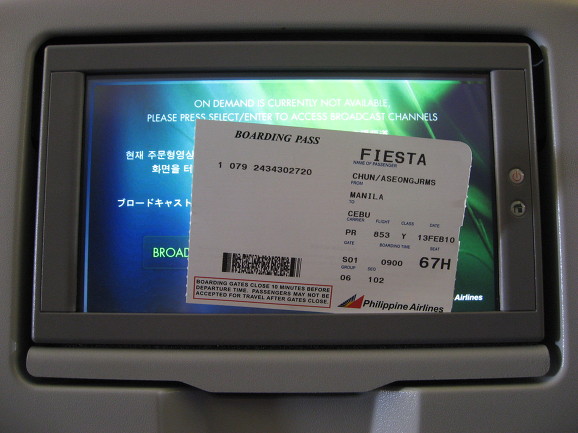 ON DEMAND IS CURRENTLY NOT AVAILABLE.
PLEASE PRESS SELECT/ENTER TO ACCESS BROADCAST CHANNELS
현재 주문형영상
화면을 터
ブロードキャスト
BROAD
Airlines
BOARDING PASS
1 079 2434302720
FIESTA
NAME OF PASSENGER
CHUN/ASEONGJRMS
FROM
MANILA
TO
CEBU
CARRIER FLIGHT CLASS DATE
PR 853 Y 13FEB10
GATE BOARDING TIME SEAT
S01 0900 67H
GROUP SEQ
06 102
BOARDING GATES CLOSE 10 MINUTES BEFORE
DEPARTURE TIME. PASSENGERS MAY NOT BE
ACCEPTED FOR TRAVEL AFTER GATES CLOSE.
Philippine Airlines